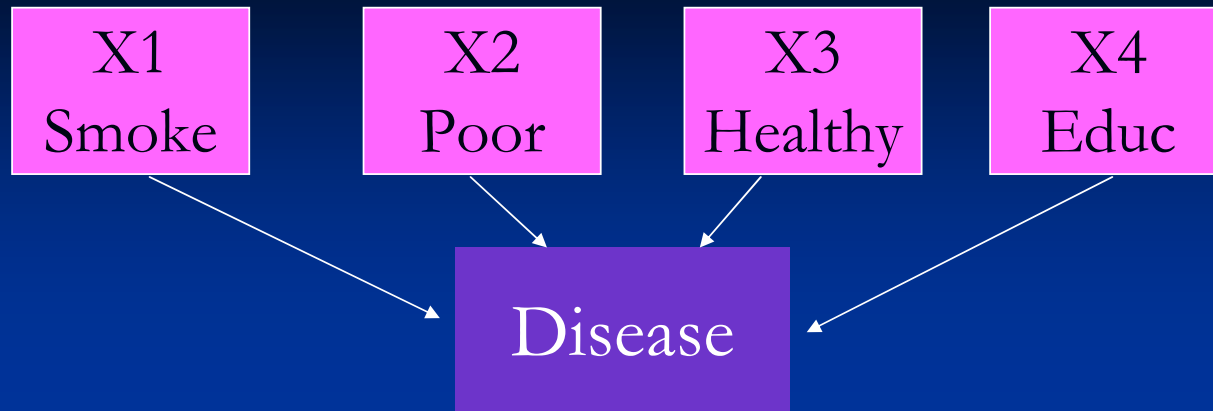 X1
Smoke
X2
Poor
X3
Healthy
X4
Educ
Disease